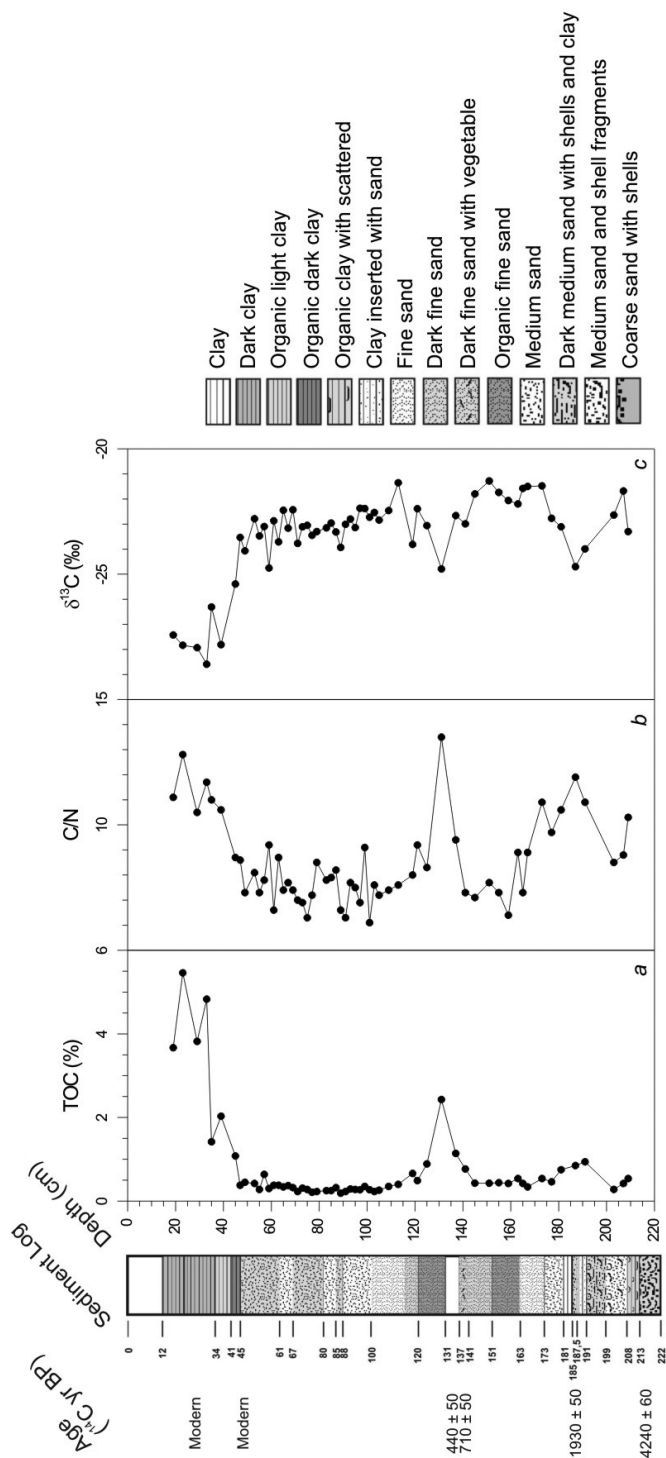 Age
(¹⁴C yr BP)
Sediment Log
Depth (cm)
TOC (%)
C/N
δ¹³C (‰)
0
2
4
6
10
15
-25
-20
a
b
c
0
20
40
60
80
100
120
140
160
180
200
220
0
12
34
41
45
61
67
82
85
88
101
120
131
137
141
151
163
173
181
185
187,5
191
199
208
213
222
Modern
Modern
440 ± 50
710 ± 50
1930 ± 50
4240 ± 60
Clay
Dark clay
Organic light clay
Organic dark clay
Organic clay with scattered
Clay inserted with sand
Fine sand
Dark fine sand
Dark fine sand with vegetable
Organic fine sand
Medium sand
Dark medium sand with shells and clay
Medium sand and shell fragments
Coarse sand with shells